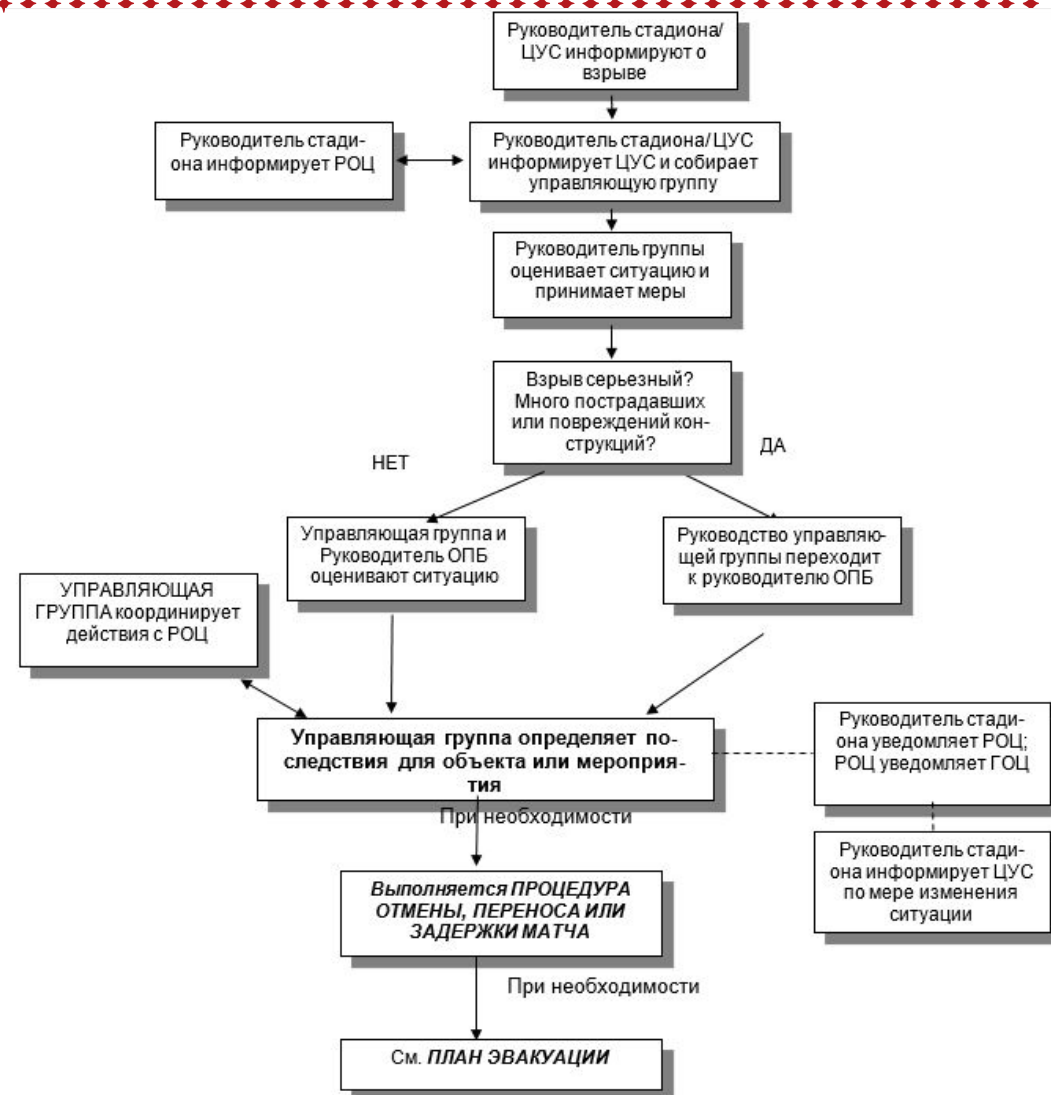 Руководитель стадиона/
ЦУС информируют о
взрыве
Руководитель стади-
она информирует РОЦ
Руководитель стадиона/ ЦУС
информирует ЦУС и собирает
управляющую группу
Руководитель группы
оценивает ситуацию и
принимает меры
Взрыв серьезный?
Много пострадавших
или повреждений кон-
струкций?
НЕТ
ДА
Управляющая группа и
Руководитель ОПБ
оценивают ситуацию
Руководство управляю-
щей группы переходит
к руководителю ОПБ
УПРАВЛЯЮЩАЯ
ГРУППА координирует
действия с РОЦ
Управляющая группа определяет по-
следствия для объекта или мероприя-
тия
Руководитель стади-
она уведомляет РОЦ;
РОЦ уведомляет ГОЦ
При необходимости
Руководитель стади-
она информирует ЦУС
по мере изменения
ситуации
Выполняется ПРОЦЕДУРА
ОТМЕНЫ, ПЕРЕНОСА ИЛИ
ЗАДЕРЖКИ МАТЧА
При необходимости
См. ПЛАН ЭВАКУАЦИИ